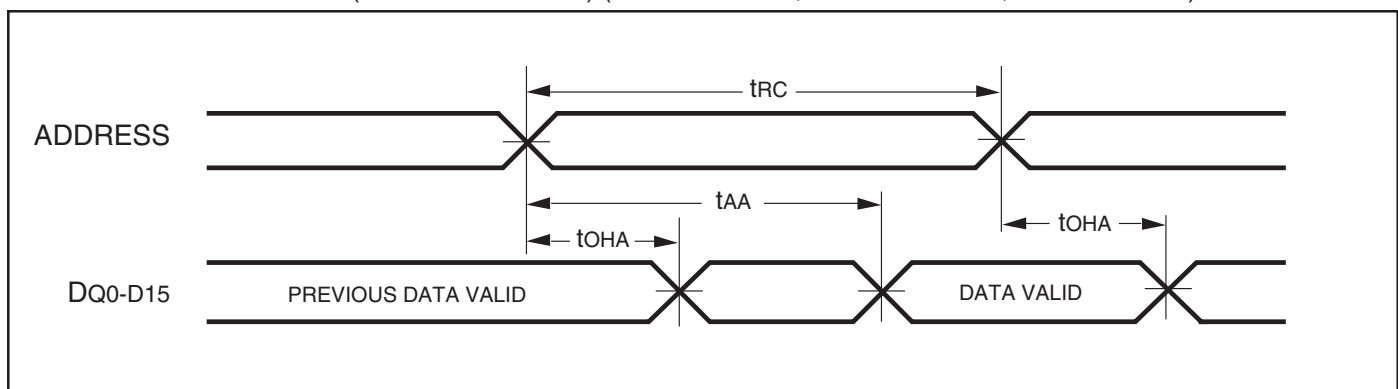 tRC
ADDRESS
tAA
tOHA
tOHA
DQ0-D15
PREVIOUS DATA VALID
DATA VALID